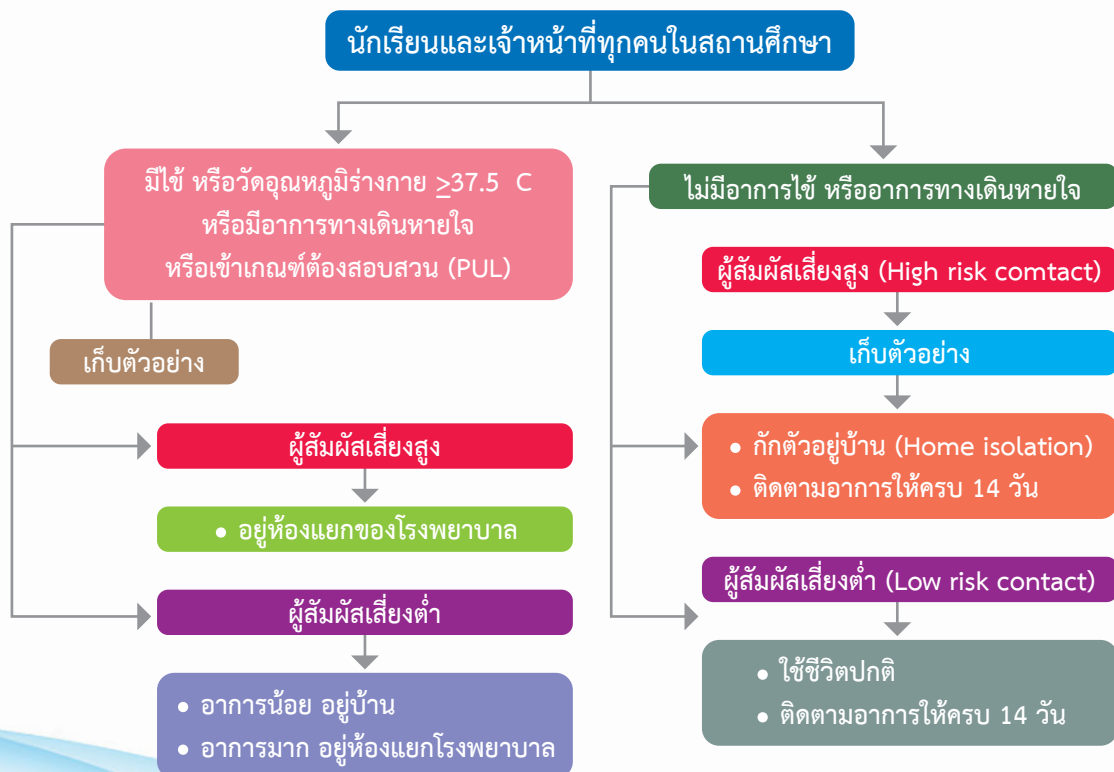 นักเรียนและเจ้าหน้าที่ทุกคนในสถานศึกษา
มีไข้ หรือวัดอุณหภูมิร่างกาย ≥37.5 C
หรือมีอาการทางเดินหายใจ
หรือเข้าเกณฑ์ต้องสอบสวน (PUL)
เก็บตัวอย่าง
ผู้สัมผัสเสี่ยงสูง
• อยู่ห้องแยกของโรงพยาบาล
ผู้สัมผัสเสี่ยงต่ำ
• อาการน้อย อยู่บ้าน
• อาการมาก อยู่ห้องแยกโรงพยาบาล
ไม่มีอาการไข้ หรืออาการทางเดินหายใจ
ผู้สัมผัสเสี่ยงสูง (High risk comtact)
เก็บตัวอย่าง
• กักตัวอยู่บ้าน (Home isolation)
• ติดตามอาการให้ครบ 14 วัน
ผู้สัมผัสเสี่ยงต่ำ (Low risk contact)
• ใช้ชีวิตปกติ
• ติดตามอาการให้ครบ 14 วัน